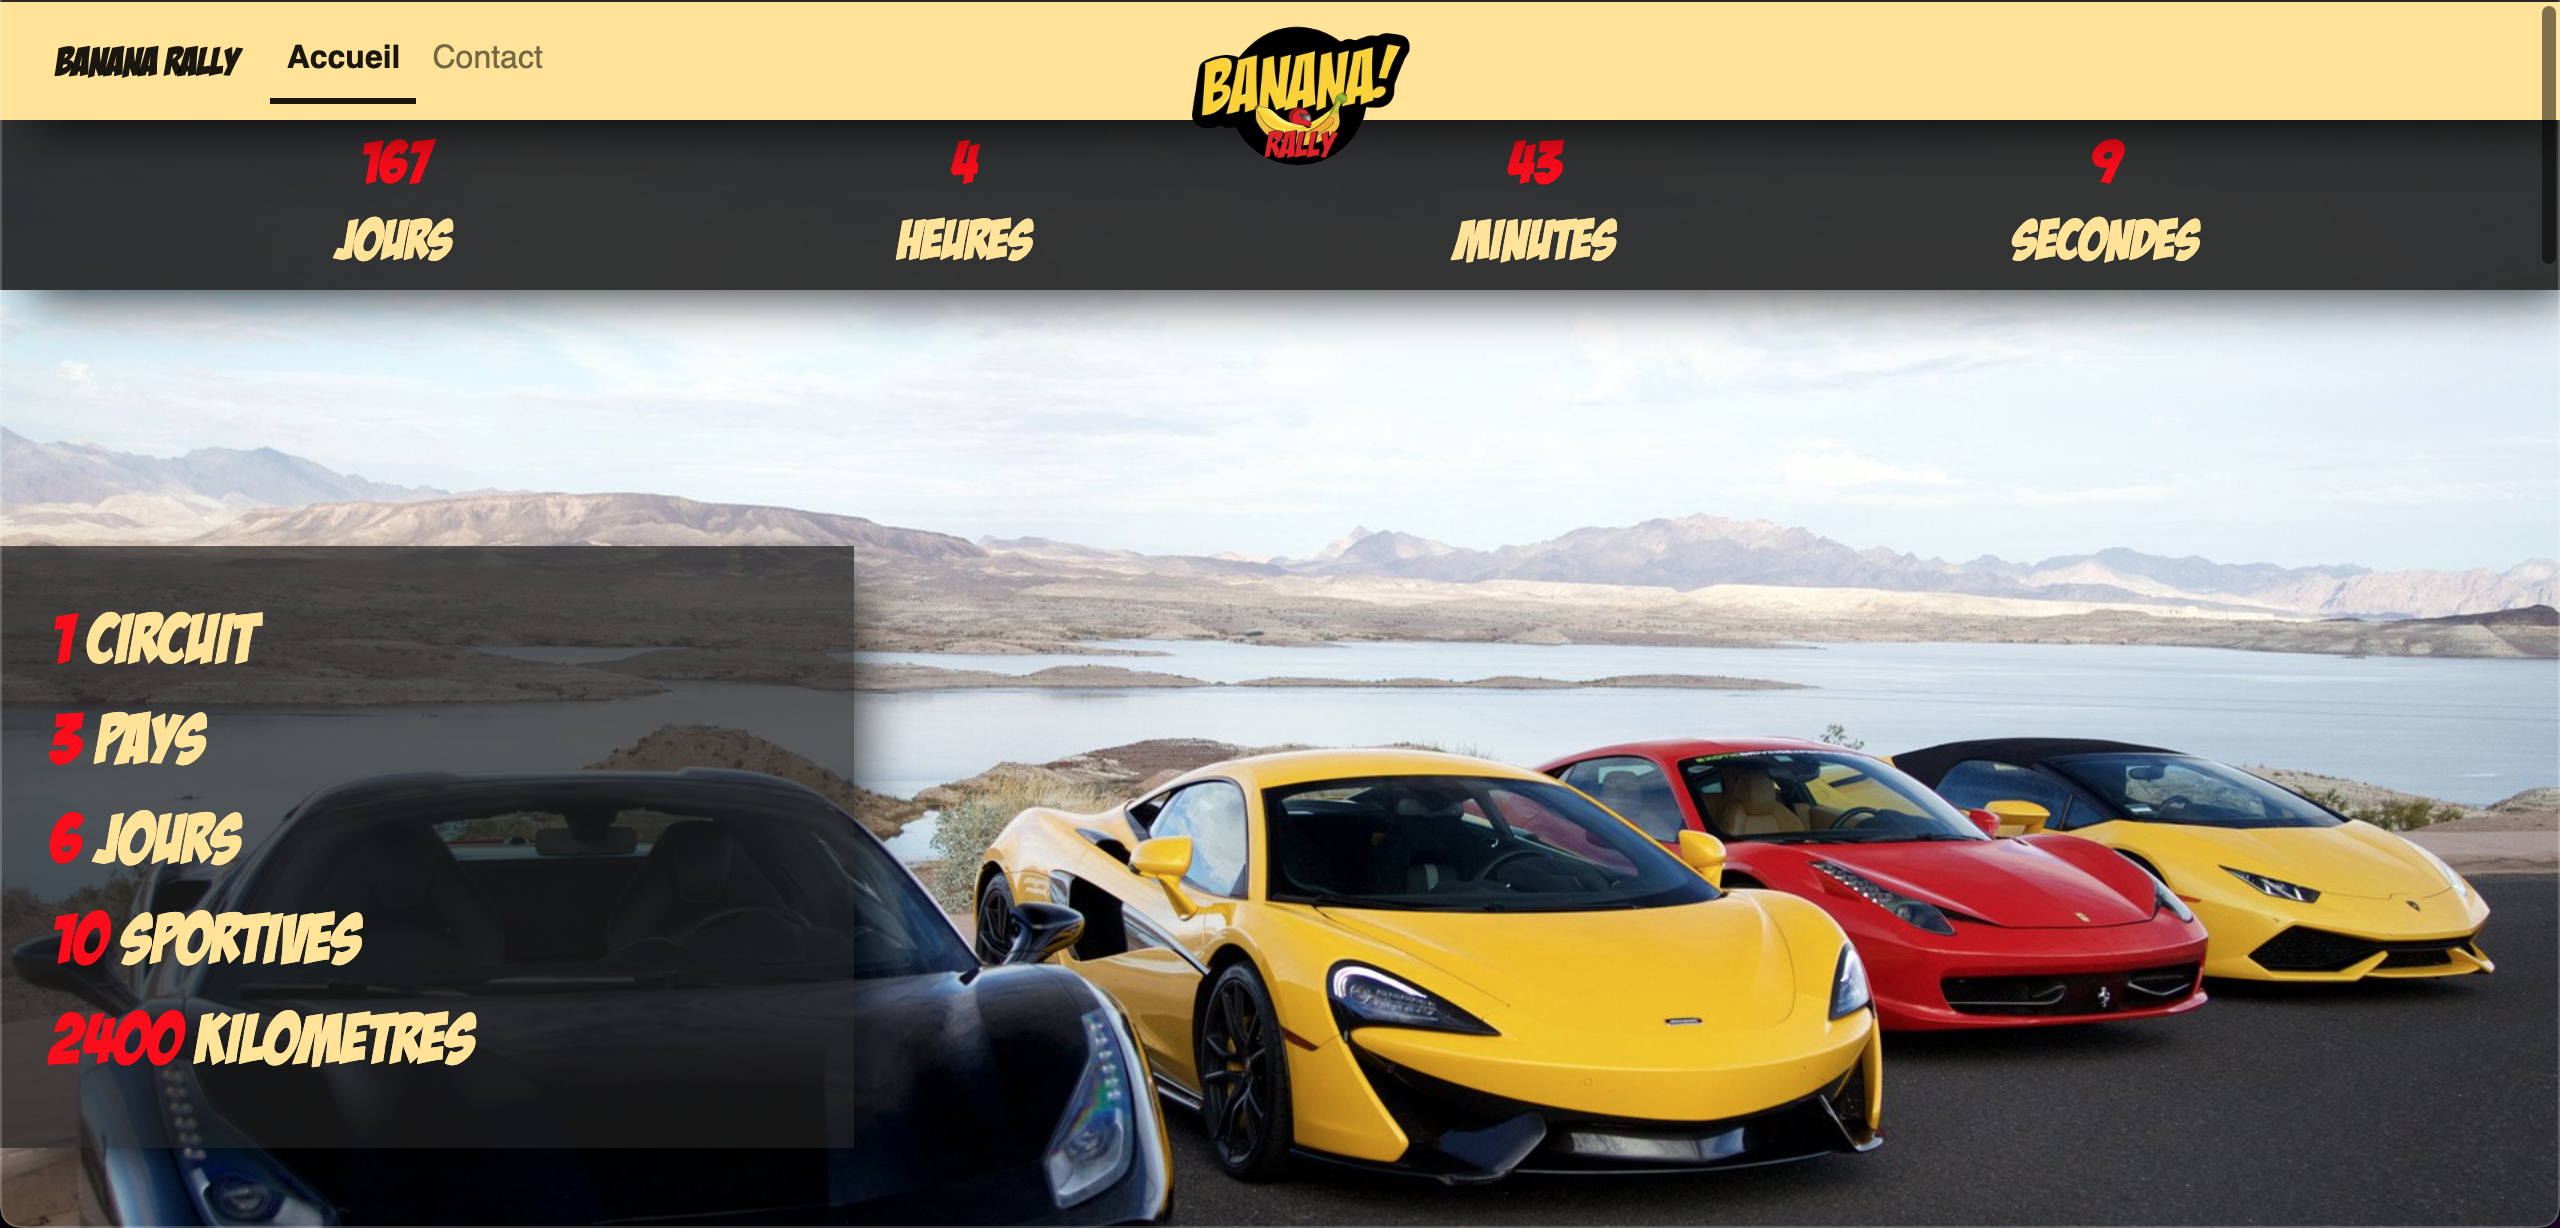 BANANA RALLY Accueil Contact
BANANA!
RALLY
167 4 43 9
JOURS HEURES MINUTES SECONDES
1 CIRCUIT
3 PAYS
6 JOURS
10 SPORTIVES
2400 KILOMETRES